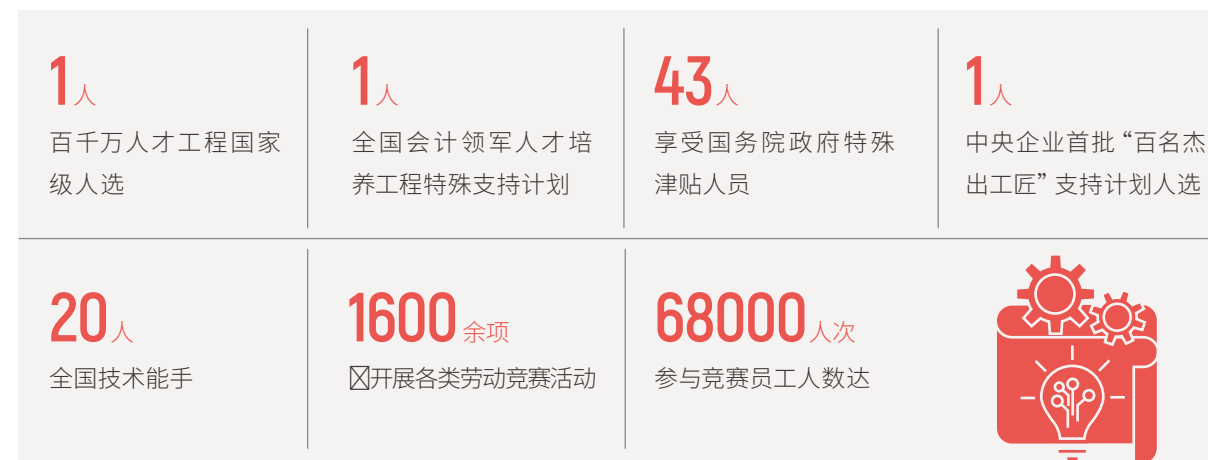 1人
百千万人才工程国家
级人选
1人
全国会计领军人才培
养工程特殊支持计划
43人
享受国务院政府特殊
津贴人员
1人
中央企业首批“百名杰
出工匠”支持计划人选
20人
全国技术能手
1600余项
开展各类劳动竞赛活动
68000人次
参与竞赛员工人数达